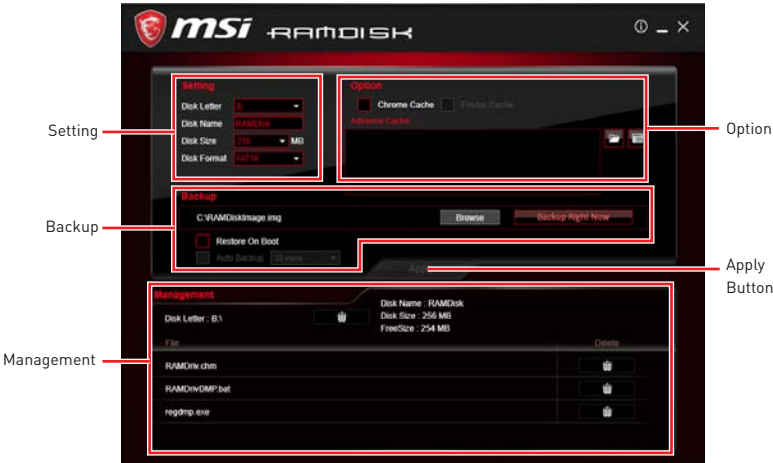 msi RAMDISK
Setting
Option
Disk Letter B
Chrome Cache Firefox Cache
Disk Name RAMDisk
Advance Cache
Setting
Option
Disk Size 256 MB
Disk Format FAT16
Backup
C:\RAMDiskImage.img Browse Backup Right Now
Backup
Restore On Boot
Auto Backup 10 mins
Apply
Apply Button
Management
Disk Name : RAMDisk
Disk Letter : B:\
Disk Size : 256 MB
FreeSize : 254 MB
File Delete
Management
RAMDriv.chm
RAMDrivDMP.bat
regdmp.exe